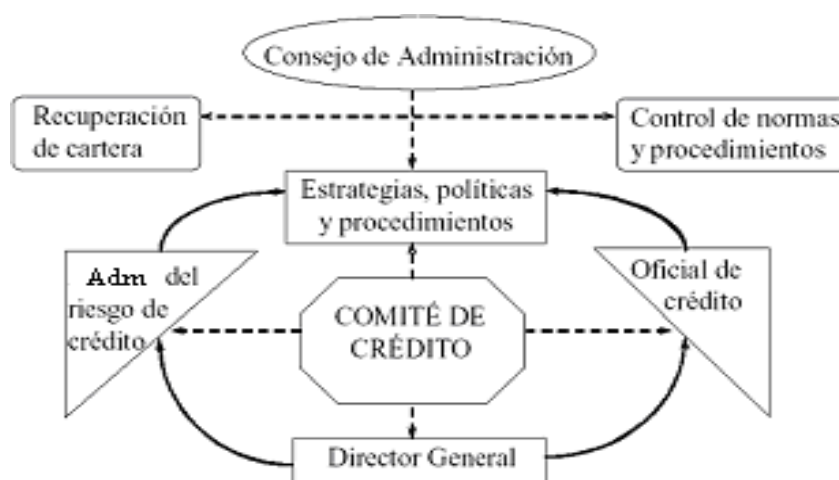 Consejo de Administración
Recuperación
de cartera
Control de normas
y procedimientos
Estrategias, políticas
y procedimientos
Adm del
riesgo de
crédito
Oficial de
crédito
COMITÉ DE
CRÉDITO
Director General